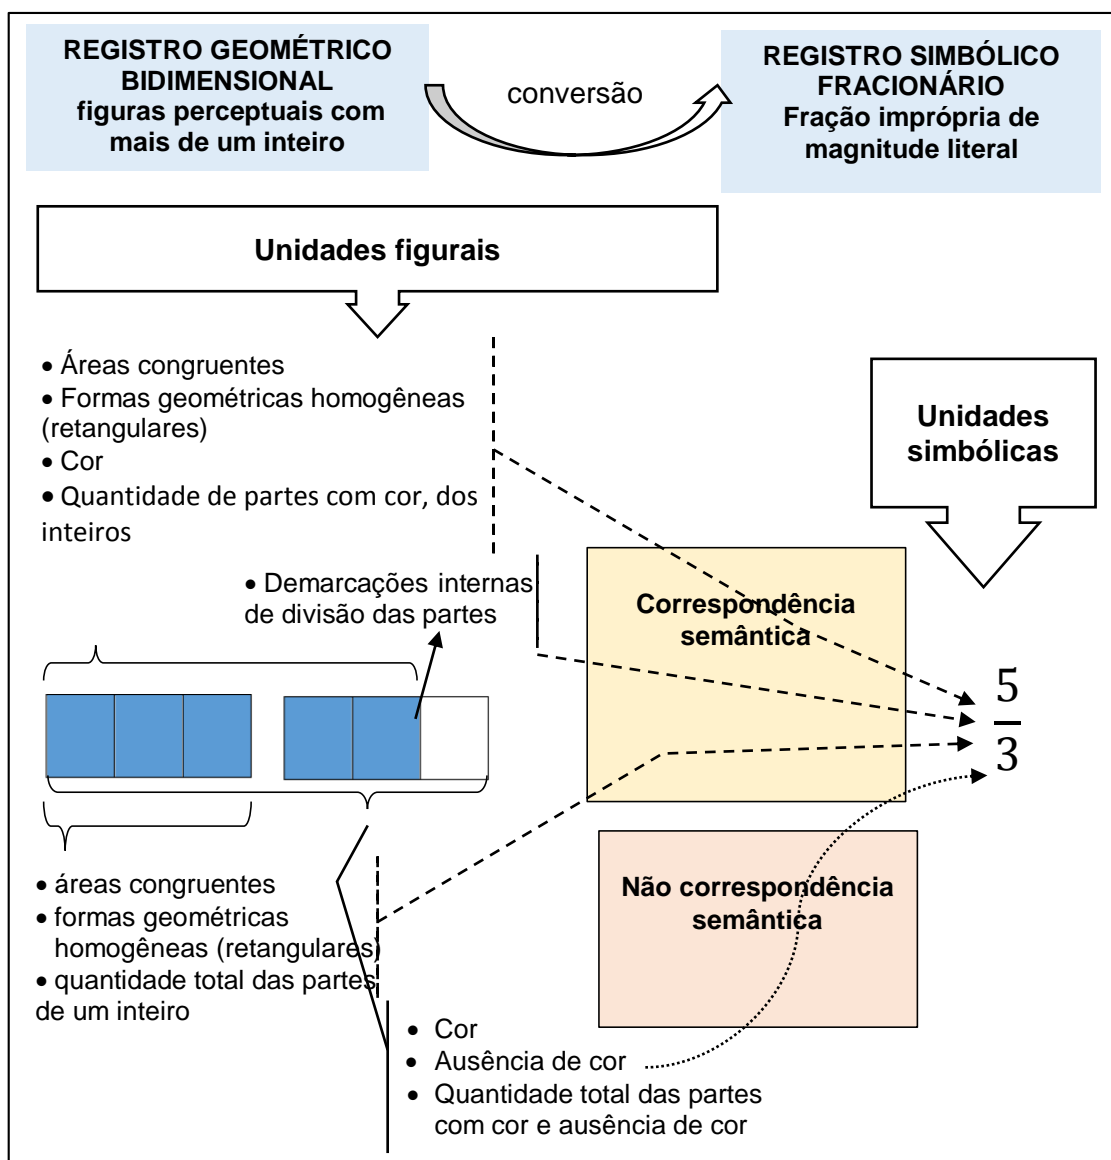 REGISTRO GEOMÉTRICO
BIDIMENSIONAL
figuras perceptuais com
mais de um inteiro
conversão
REGISTRO SIMBÓLICO
FRACIONÁRIO
Fração imprópria de
magnitude literal
Unidades figurais
• Áreas congruentes
• Formas geométricas homogêneas
(retangulares)
• Cor
• Quantidade de partes com cor, dos
inteiros
Unidades
simbólicas
• Demarcações internas
de divisão das partes
Correspondência
semântica
5
3
Não correspondência
semântica
• áreas congruentes
• formas geométricas
homogêneas (retangulares)
• quantidade total das partes
de um inteiro
• Cor
• Ausência de cor
• Quantidade total das partes
com cor e ausência de cor